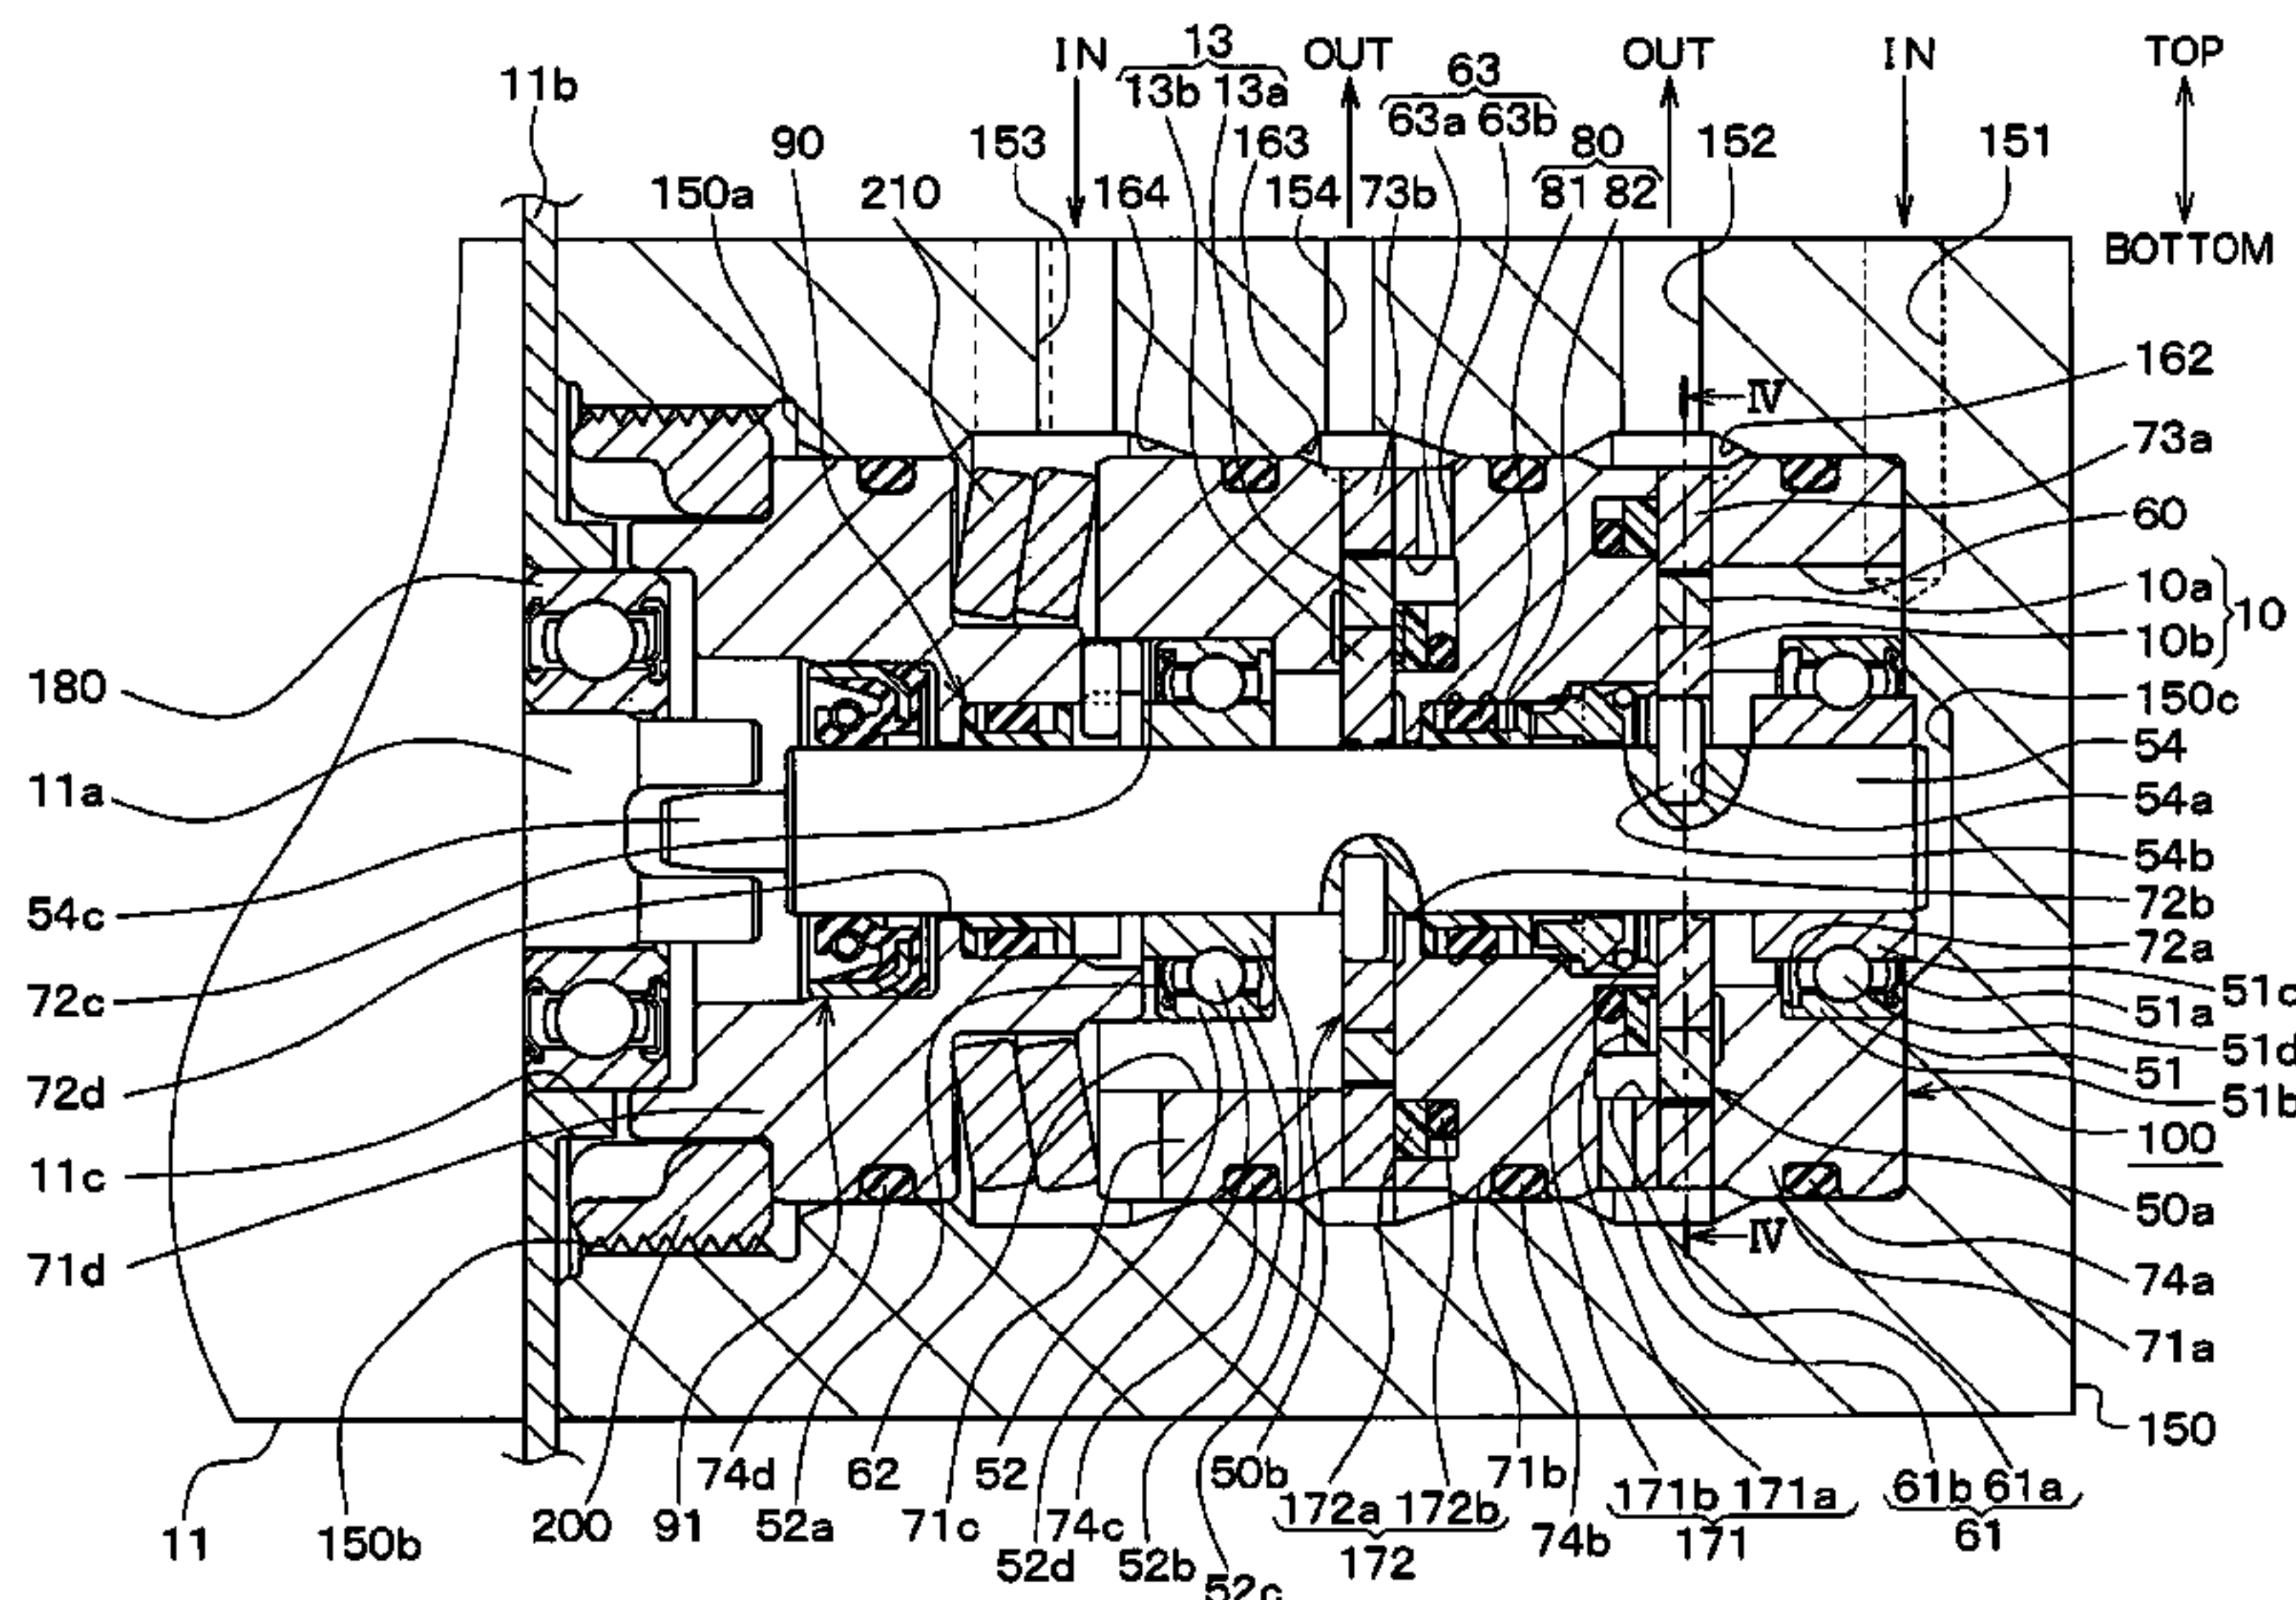 IN 13 OUT 63 OUT IN TOP
11b 13b 13a 63a 63b
90 153 163 80 152 151
150a 210 164 154 73b 81 82
BOTTOM
162
IV
73a
60
10a
10
10b
180
150c
54
11a
54a
54b
54c
72b
72a
72c
51c
51a
51d
72d
51
51b
11c
100
50a
IV
71d
74a
71a
150
74d 62 52 50b 71b
172a 172b 171b 171a 61b 61a
200 91 52a 71c 74c 74b 171 61
11 150b 52d 52b 172
52c